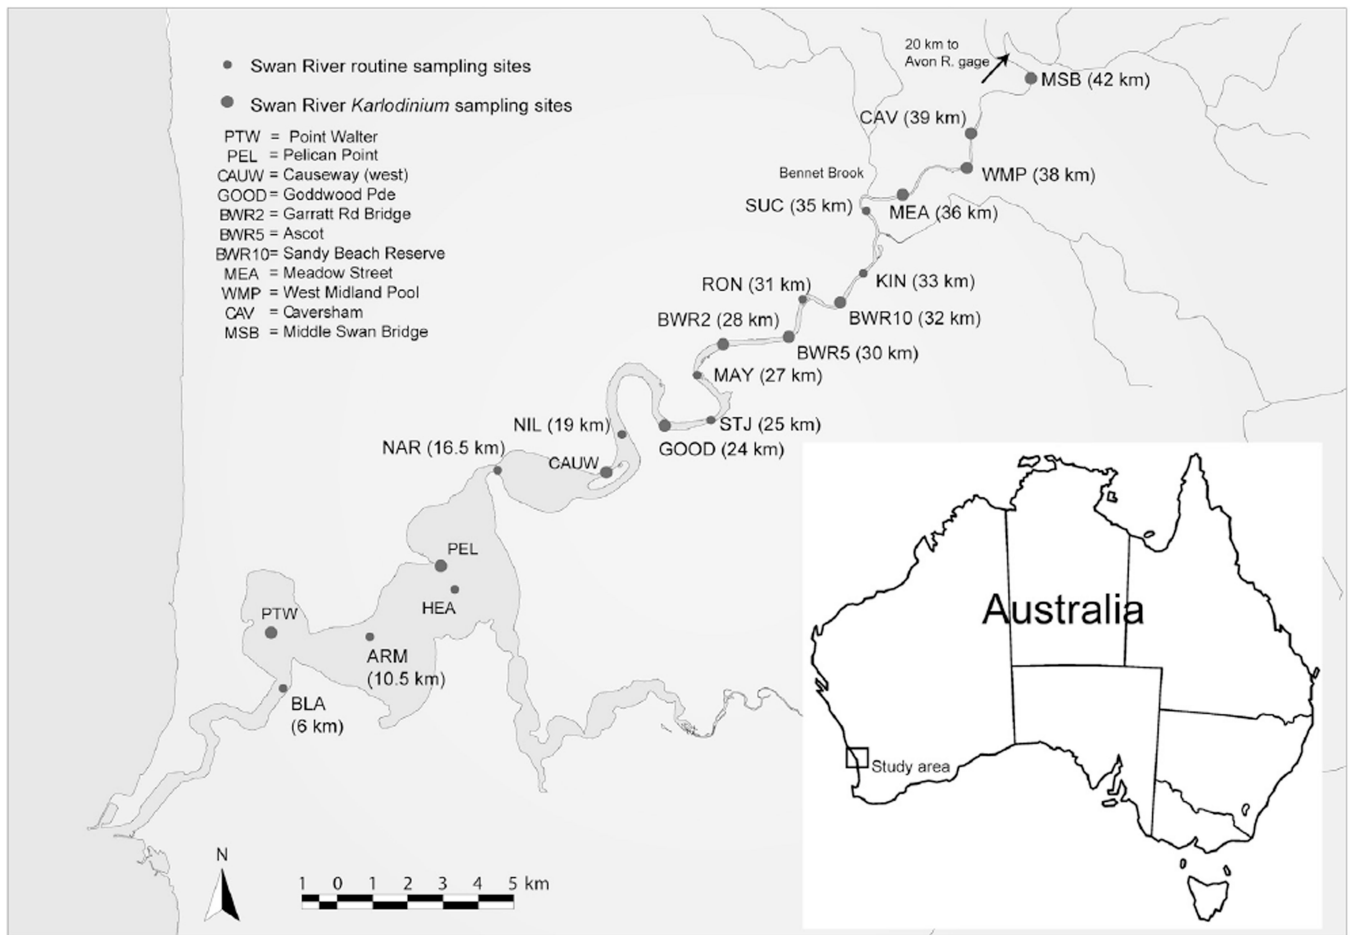 Swan River routine sampling sites
Swan River Karlodinium sampling sites
PTW = Point Walter
PEL = Pelican Point
CAUW = Causeway (west)
GOOD = Goddwood Pde
BWR2 = Garratt Rd Bridge
BWR5 = Ascot
BWR10 = Sandy Beach Reserve
MEA = Meadow Street
WMP = West Midland Pool
CAV = Caversham
MSB = Middle Swan Bridge
20 km to
Avon R. gage
MSB (42 km)
CAV (39 km)
WMP (38 km)
Bennet Brook
MEA (36 km)
SUC (35 km)
KIN (33 km)
RON (31 km)
BWR10 (32 km)
BWR2 (28 km)
BWR5 (30 km)
MAY (27 km)
NIL (19 km)
STJ (25 km)
GOOD (24 km)
NAR (16.5 km)
CAUW
PEL
HEA
PTW
ARM
(10.5 km)
BLA
(6 km)
Australia
Study area
N
1 0 1 2 3 4 5 km